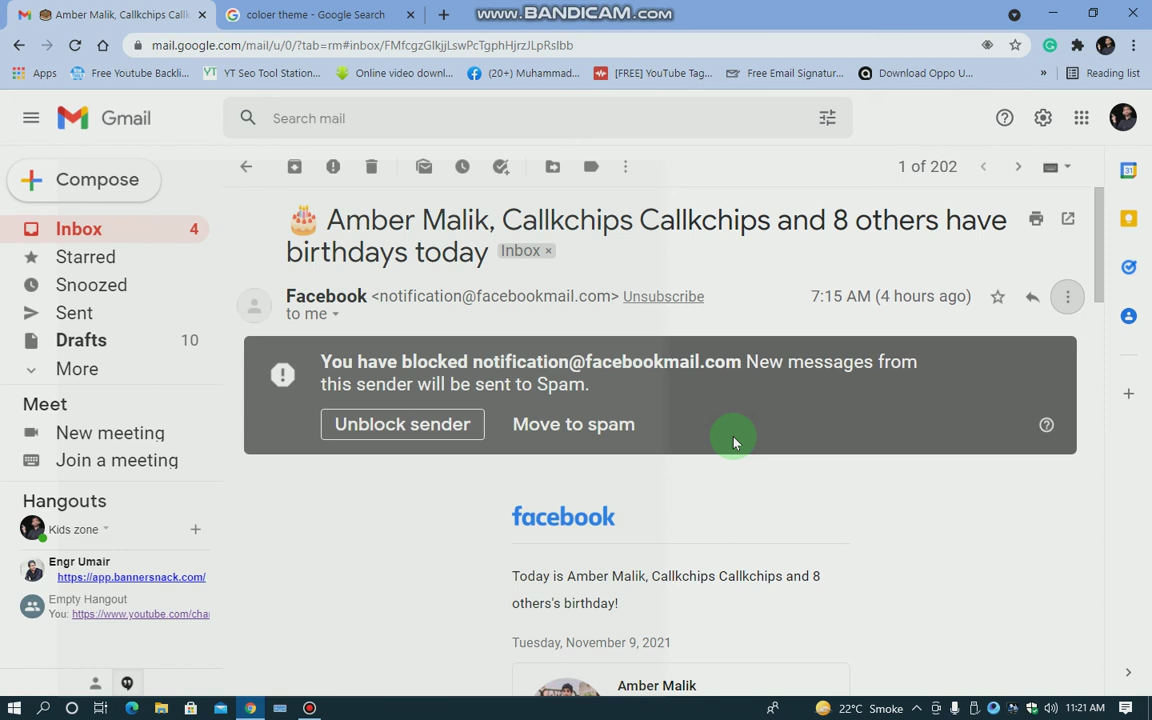 Amber Malik, Callkchips Callk
coloer theme - Google Search
www.BANDICAM.com
mail.google.com/mail/u/0/?tab=rm#inbox/FMfcgzGlkjjLswPcTgphHjrzJLpRslbb
Apps
Free Youtube Backli...
YT SEO Tool Station...
Online video downl...
(20+) Muhammad...
[FREE] YouTube Tag...
Free Email Signatur...
Download Oppo U...
»
Reading list
Gmail
Search mail
Compose
1 of 202
🎂 Amber Malik, Callkchips Callkchips and 8 others have
birthdays today Inbox ×
Inbox 4
Starred
Snoozed
Sent
Drafts 10
More
Facebook <notification@facebookmail.com> Unsubscribe
7:15 AM (4 hours ago)
to me
You have blocked notification@facebookmail.com New messages from
this sender will be sent to Spam.
Unblock sender
Move to spam
Meet
New meeting
Join a meeting
Hangouts
Kids zone
Engr Umair
https://app.bannersnack.com/
Empty Hangout
You: https://www.youtube.com/cha
facebook
Today is Amber Malik, Callkchips Callkchips and 8
others's birthday!
Tuesday, November 9, 2021
Amber Malik
22°C Smoke
11:21 AM